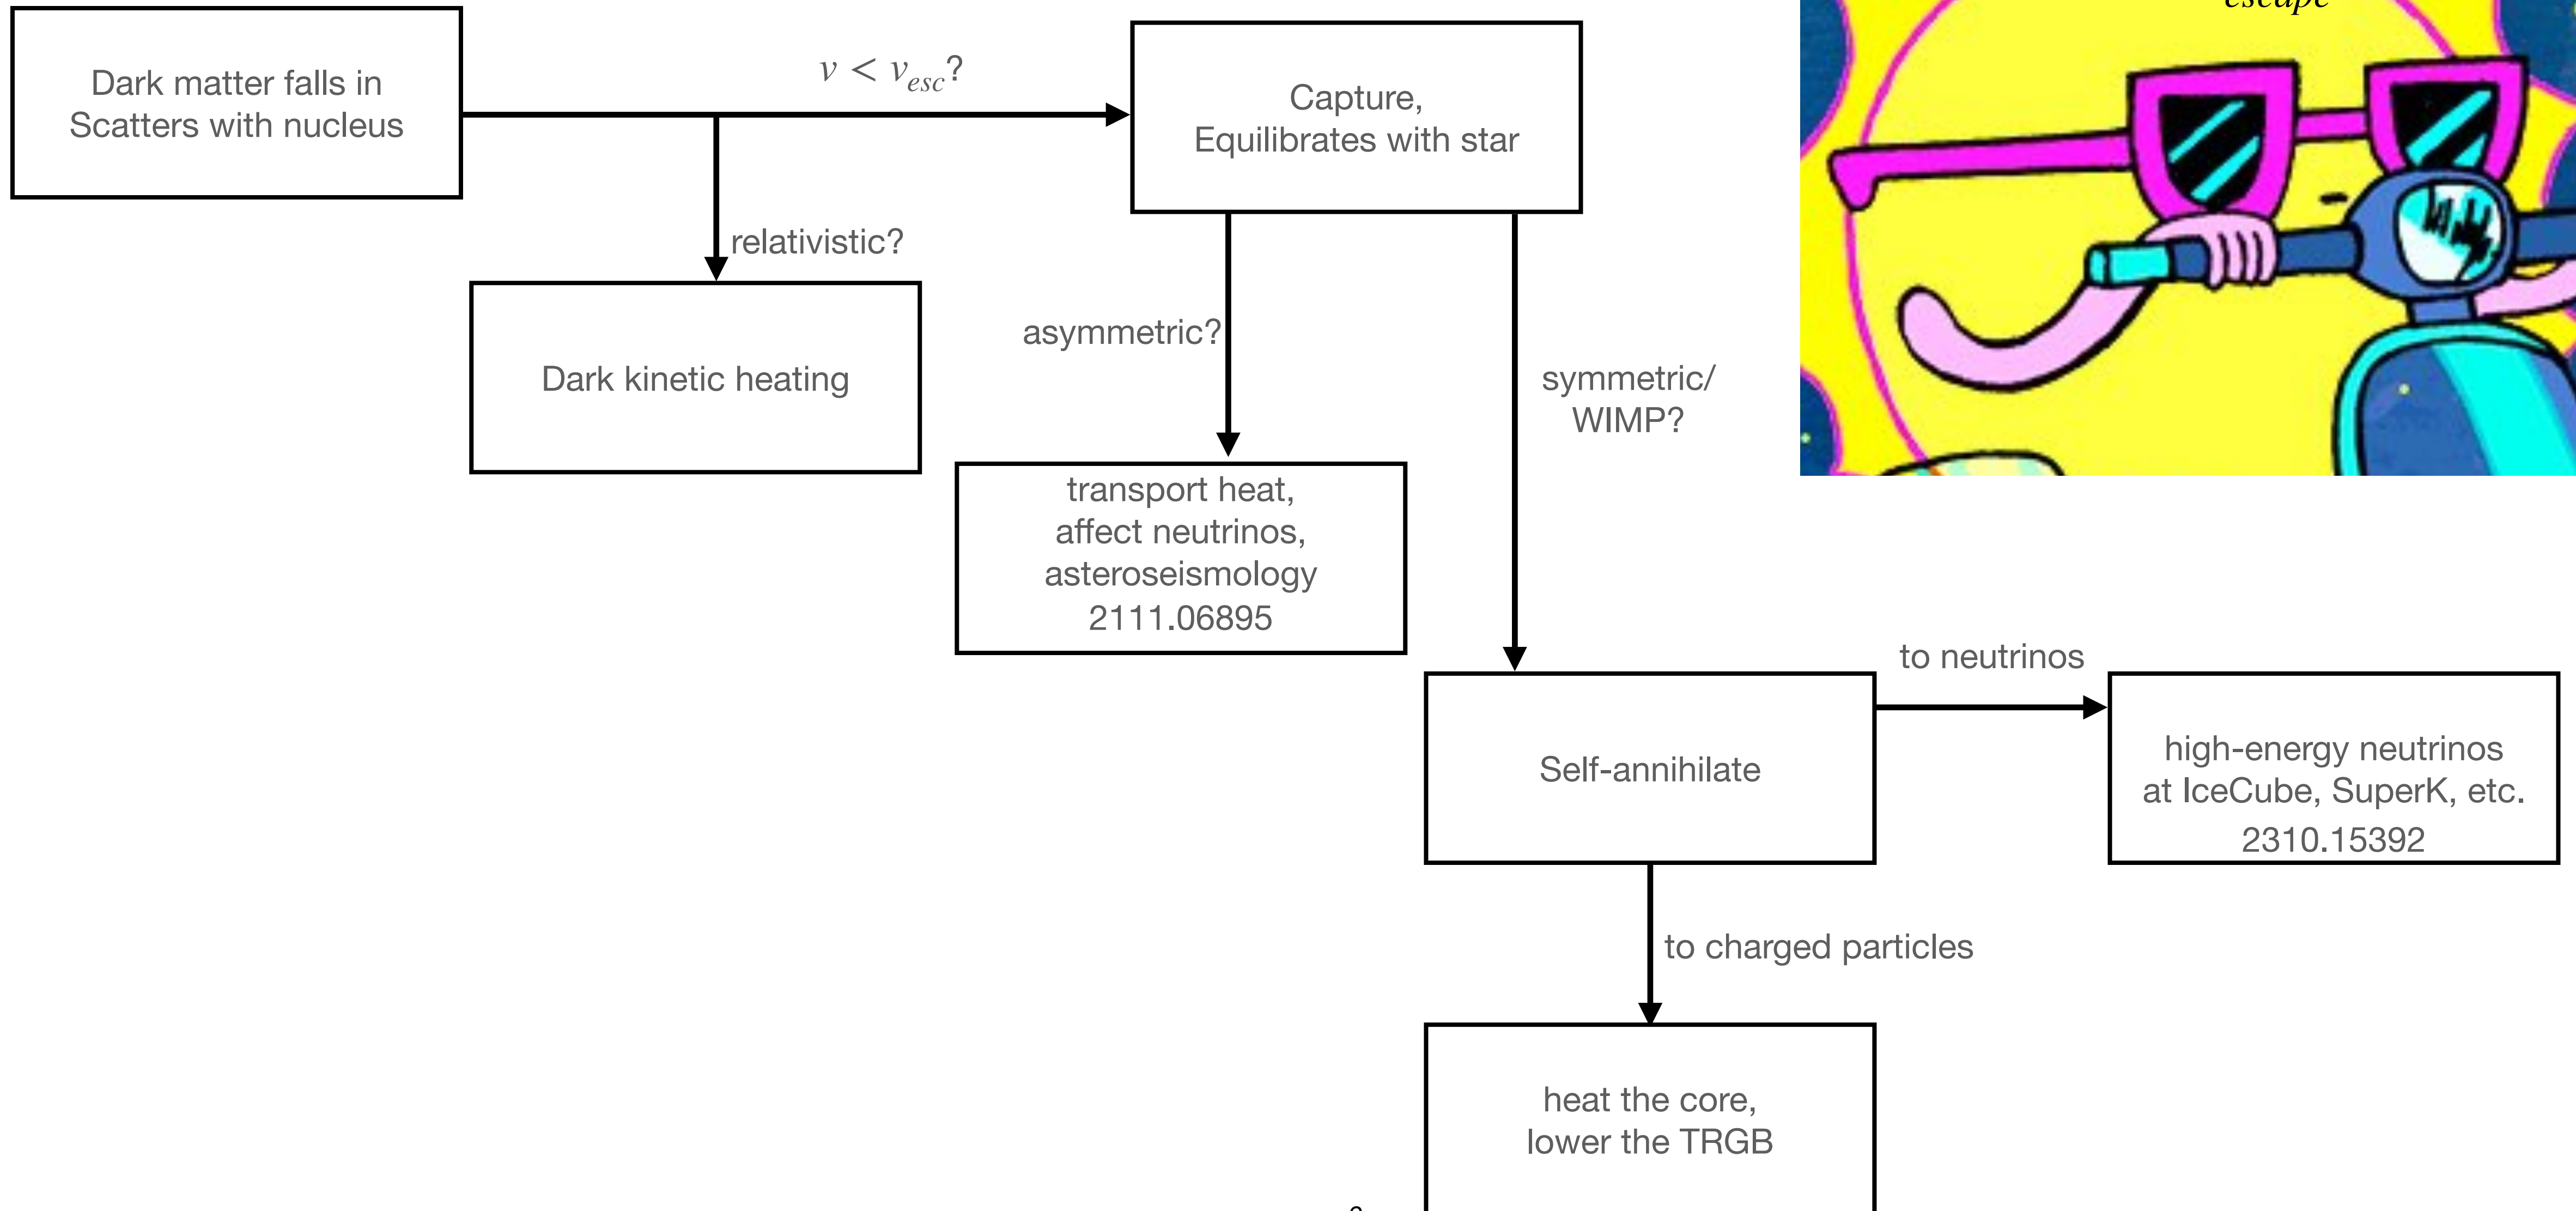 escape
Dark matter falls in
Scatters with nucleus
v < v_esc?
Capture,
Equilibrates with star
relativistic?
Dark kinetic heating
asymmetric?
symmetric/
WIMP?
transport heat,
affect neutrinos,
asteroseismology
2111.06895
to neutrinos
Self-annihilate
high-energy neutrinos
at IceCube, SuperK, etc.
2310.15392
to charged particles
heat the core,
lower the TRGB